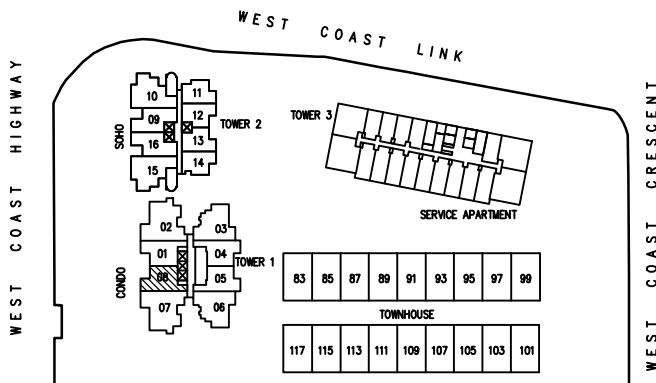 WEST COAST LINK
WEST COAST HIGHWAY
WEST COAST CRESCENT
10 11
09 12
SOHO
TOWER 2
16 13
15 14
TOWER 3
SERVICE APARTMENT
02 03
01 04
TOWER 1
CONDO
08 05
07 06
83 85 87 89 91 93 95 97 99
TOWNHOUSE
117 115 113 111 109 107 105 103 101